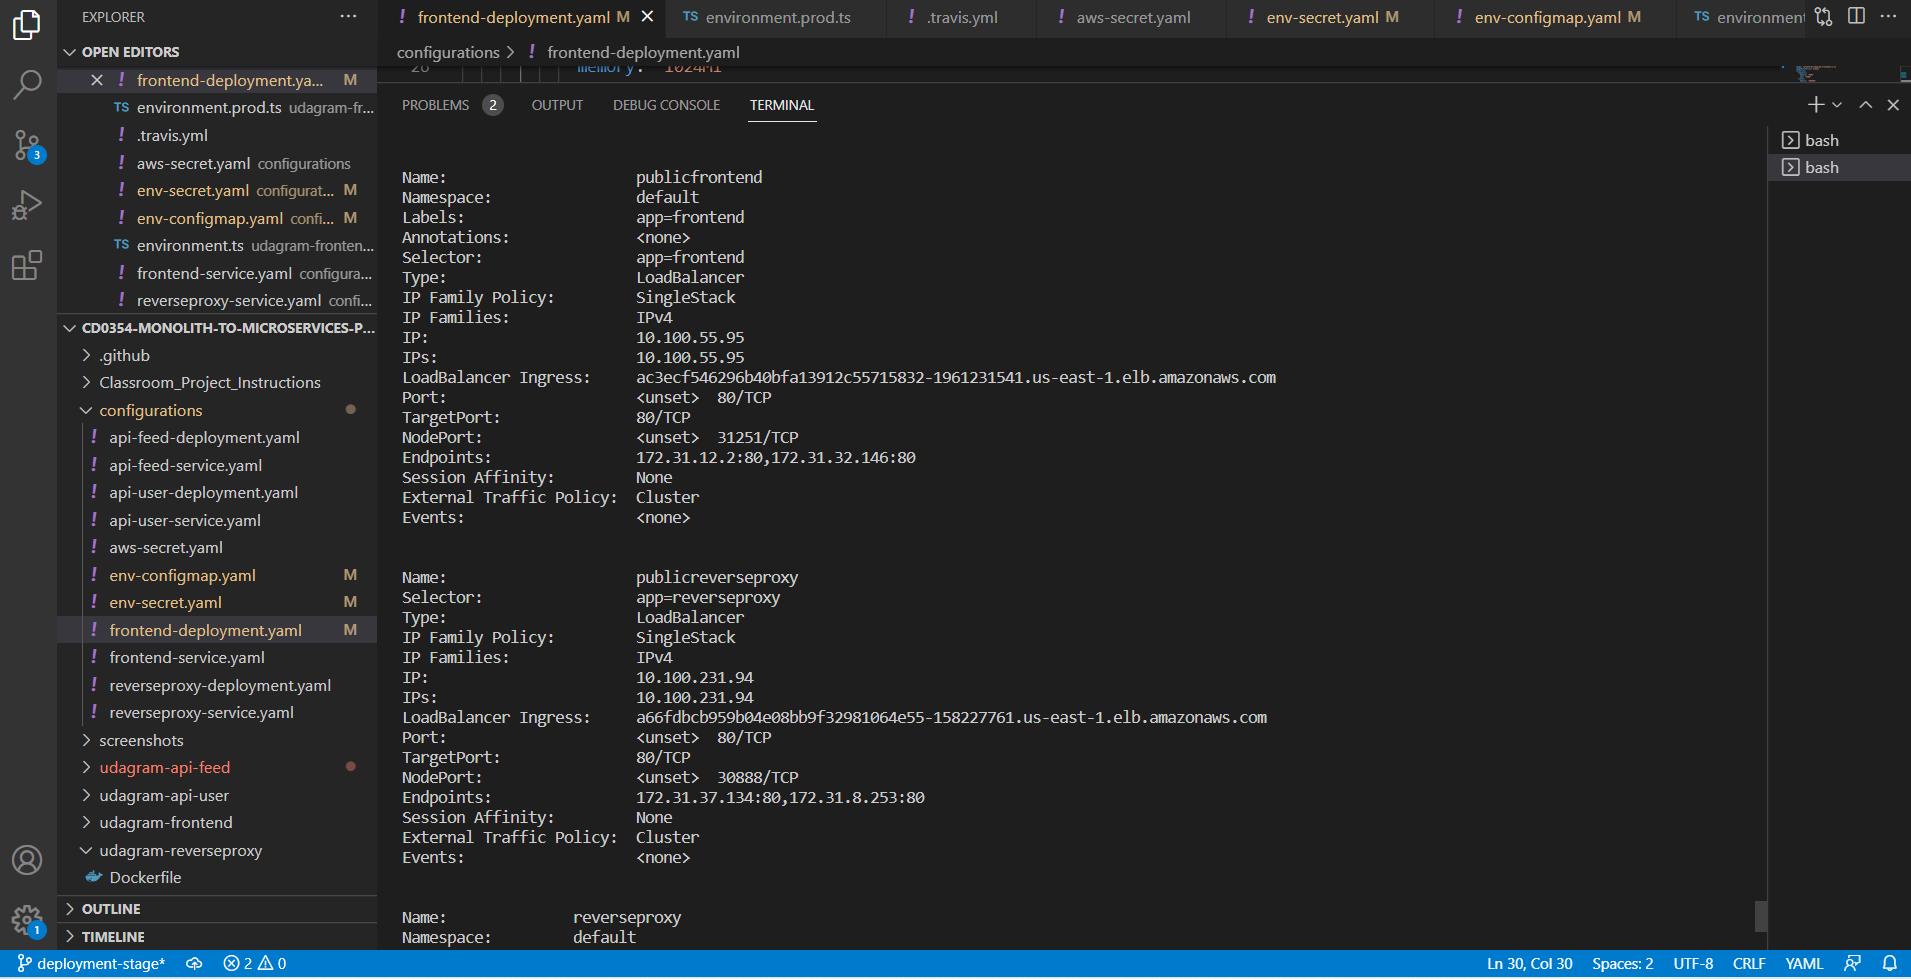 EXPLORER
OPEN EDITORS
frontend-deployment.ya... M
TS environment.prod.ts udagram-fr...
! .travis.yml
! aws-secret.yaml configurations
! env-secret.yaml configurat... M
! env-configmap.yaml confi... M
TS environment.ts udagram-fronten...
! frontend-service.yaml configura...
! reverseproxy-service.yaml confi...
CD0354-MONOLITH-TO-MICROSERVICES-P...
.github
Classroom_Project_Instructions
configurations
! api-feed-deployment.yaml
! api-feed-service.yaml
! api-user-deployment.yaml
! api-user-service.yaml
! aws-secret.yaml
! env-configmap.yaml M
! env-secret.yaml M
! frontend-deployment.yaml M
! frontend-service.yaml
! reverseproxy-deployment.yaml
! reverseproxy-service.yaml
screenshots
udagram-api-feed
udagram-api-user
udagram-frontend
udagram-reverseproxy
Dockerfile
OUTLINE
TIMELINE
3
1
! frontend-deployment.yaml M TS environment.prod.ts ! .travis.yml ! aws-secret.yaml ! env-secret.yaml M ! env-configmap.yaml M TS environment
configurations > ! frontend-deployment.yaml
28 memory: "1024Mi"
PROBLEMS 2 OUTPUT DEBUG CONSOLE TERMINAL
bash
bash
Name: publicfrontend
Namespace: default
Labels: app=frontend
Annotations: <none>
Selector: app=frontend
Type: LoadBalancer
IP Family Policy: SingleStack
IP Families: IPv4
IP: 10.100.55.95
IPs: 10.100.55.95
LoadBalancer Ingress: ac3ecf546296b40bfa13912c55715832-1961231541.us-east-1.elb.amazonaws.com
Port: <unset> 80/TCP
TargetPort: 80/TCP
NodePort: <unset> 31251/TCP
Endpoints: 172.31.12.2:80,172.31.32.146:80
Session Affinity: None
External Traffic Policy: Cluster
Events: <none>
Name: publicreverseproxy
Selector: app=reverseproxy
Type: LoadBalancer
IP Family Policy: SingleStack
IP Families: IPv4
IP: 10.100.231.94
IPs: 10.100.231.94
LoadBalancer Ingress: a66fdbcb959b04e08bb9f32981064e55-158227761.us-east-1.elb.amazonaws.com
Port: <unset> 80/TCP
TargetPort: 80/TCP
NodePort: <unset> 30888/TCP
Endpoints: 172.31.37.134:80,172.31.8.253:80
Session Affinity: None
External Traffic Policy: Cluster
Events: <none>
Name: reverseproxy
Namespace: default
deployment-stage* 2 0 Ln 30, Col 30 Spaces: 2 UTF-8 CRLF YAML